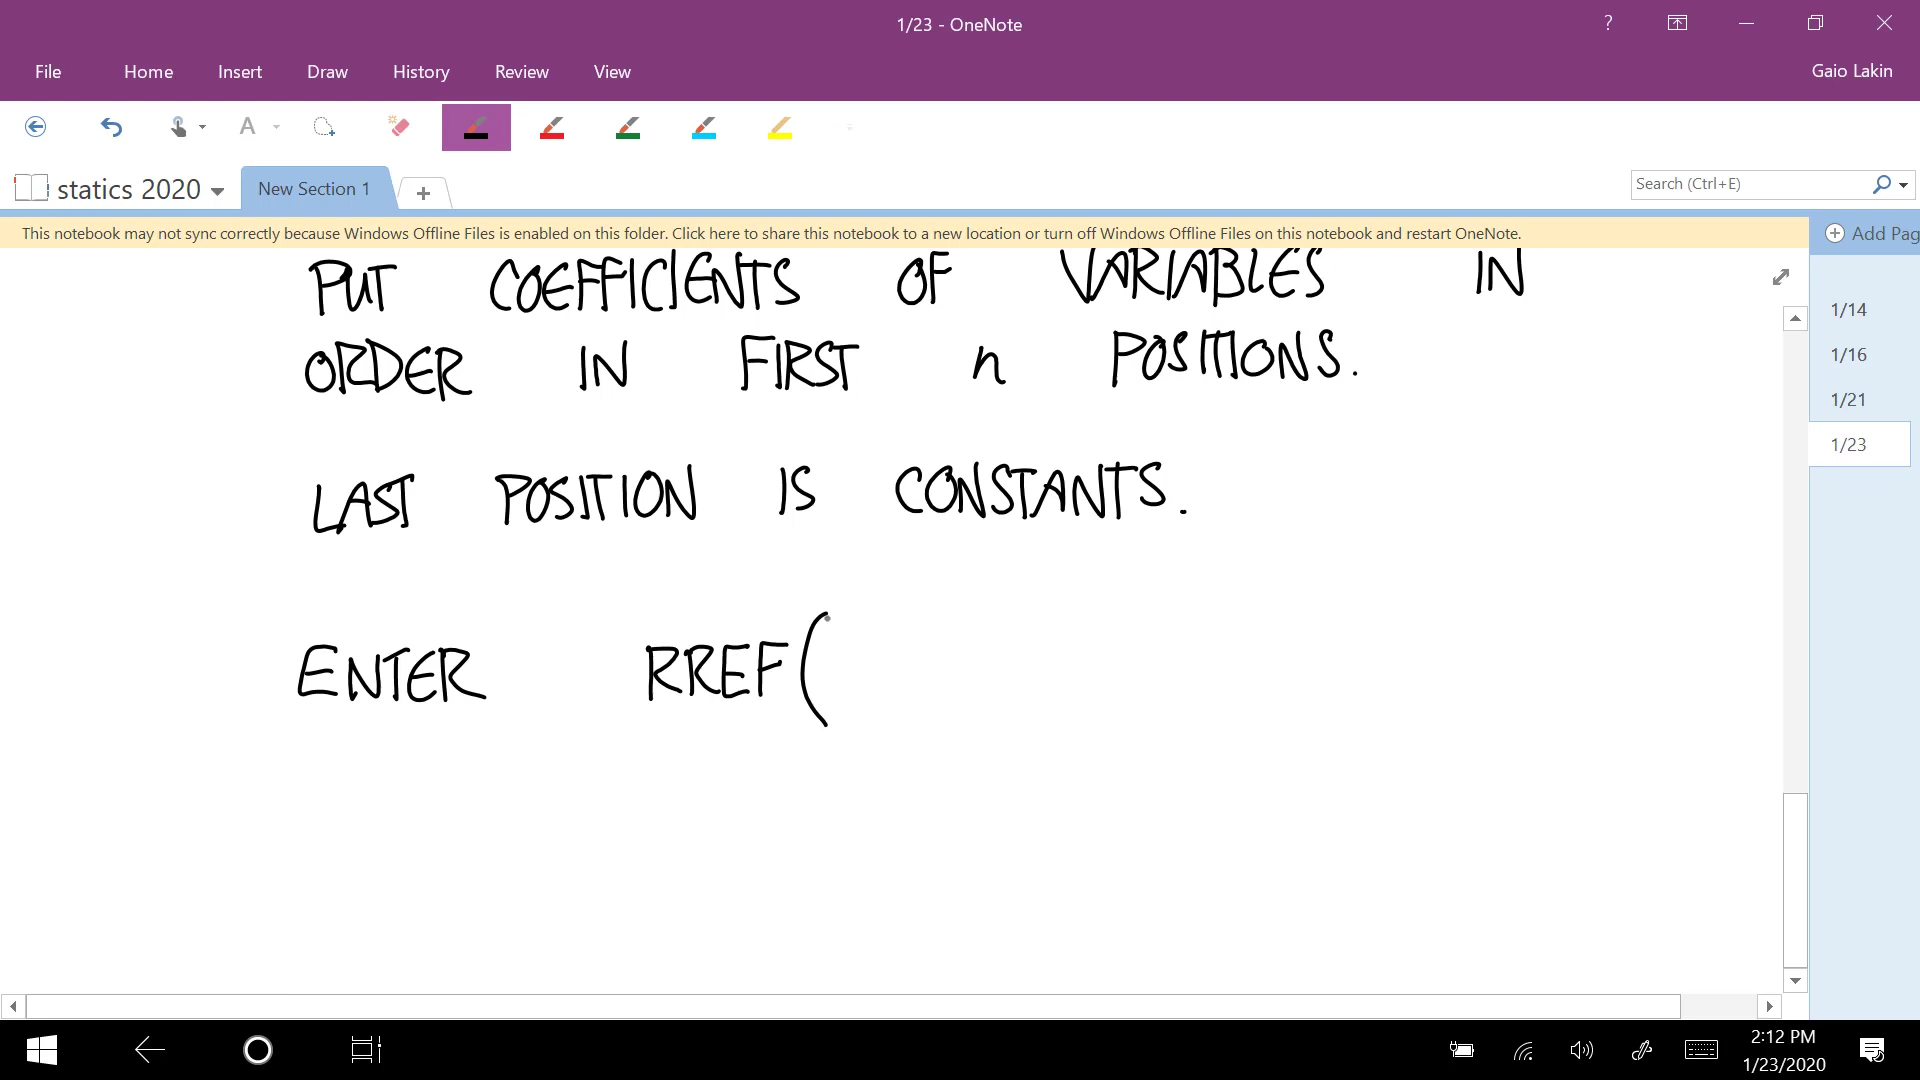 1/23 - OneNote
File Home Insert Draw History Review View Gaio Lakin
statics 2020 New Section 1 Search (Ctrl+E)
This notebook may not sync correctly because Windows Offline Files is enabled on this folder. Click here to share this notebook to a new location or turn off Windows Offline Files on this notebook and restart OneNote.
Add Pag
1/14
1/16
1/21
1/23
PUT COEFFICIENTS OF VARIABLES IN
ORDER IN FIRST n POSITIONS.
LAST POSITION IS CONSTANTS.
ENTER RREF(
2:12 PM
1/23/2020